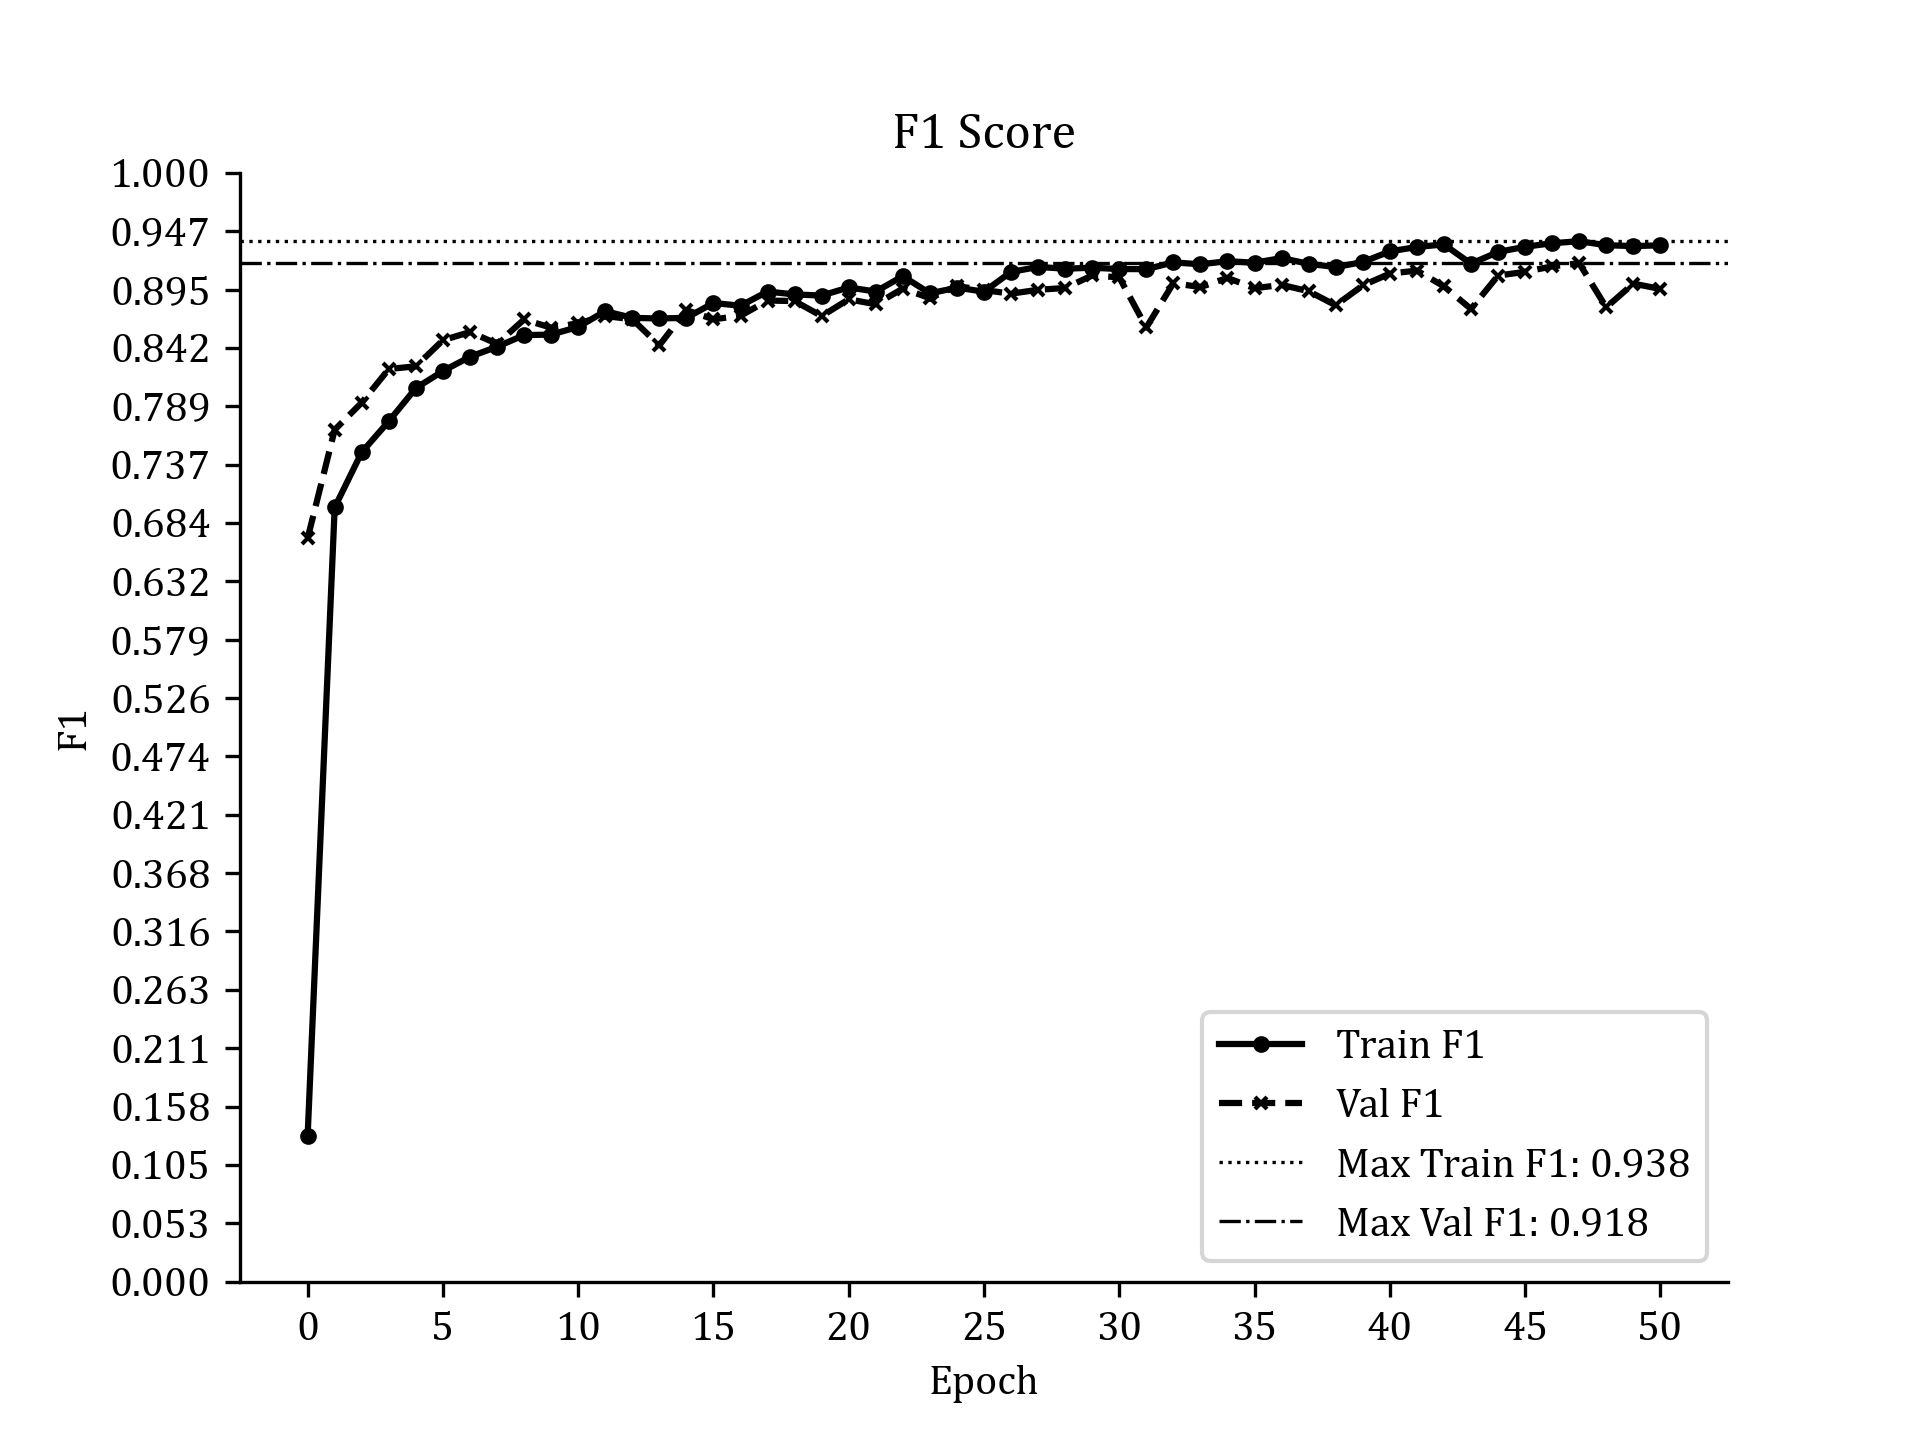 F1 Score
1.000
0.947
0.895
0.842
0.789
0.737
0.684
0.632
0.579
0.526
0.474
0.421
0.368
0.316
0.263
0.211
0.158
0.105
0.053
0.000
F1
Train F1
Val F1
Max Train F1: 0.938
Max Val F1: 0.918
0 5 10 15 20 25 30 35 40 45 50
Epoch